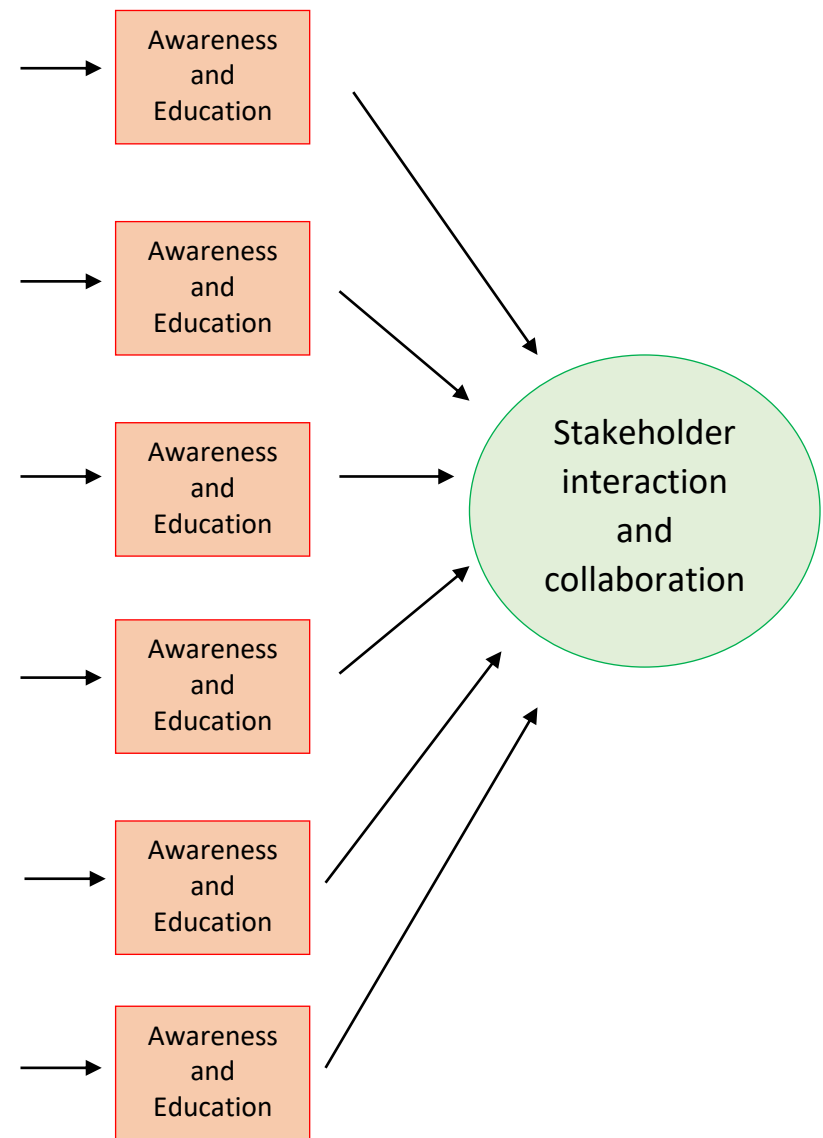 Awareness
and
Education
Awareness
and
Education
Awareness
and
Education
Awareness
and
Education
Awareness
and
Education
Awareness
and
Education
Stakeholder
interaction
and
collaboration